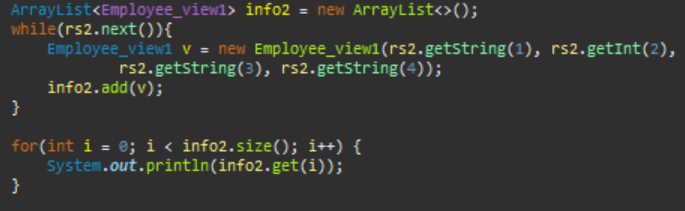 ArrayList<Employee_view1> info2 = new ArrayList<>();
while(rs2.next()){
Employee_view1 v = new Employee_view1(rs2.getString(1), rs2.getInt(2),
rs2.getString(3), rs2.getString(4));
info2.add(v);
}
for(int i = 0; i < info2.size(); i++) {
System.out.println(info2.get(i));
}